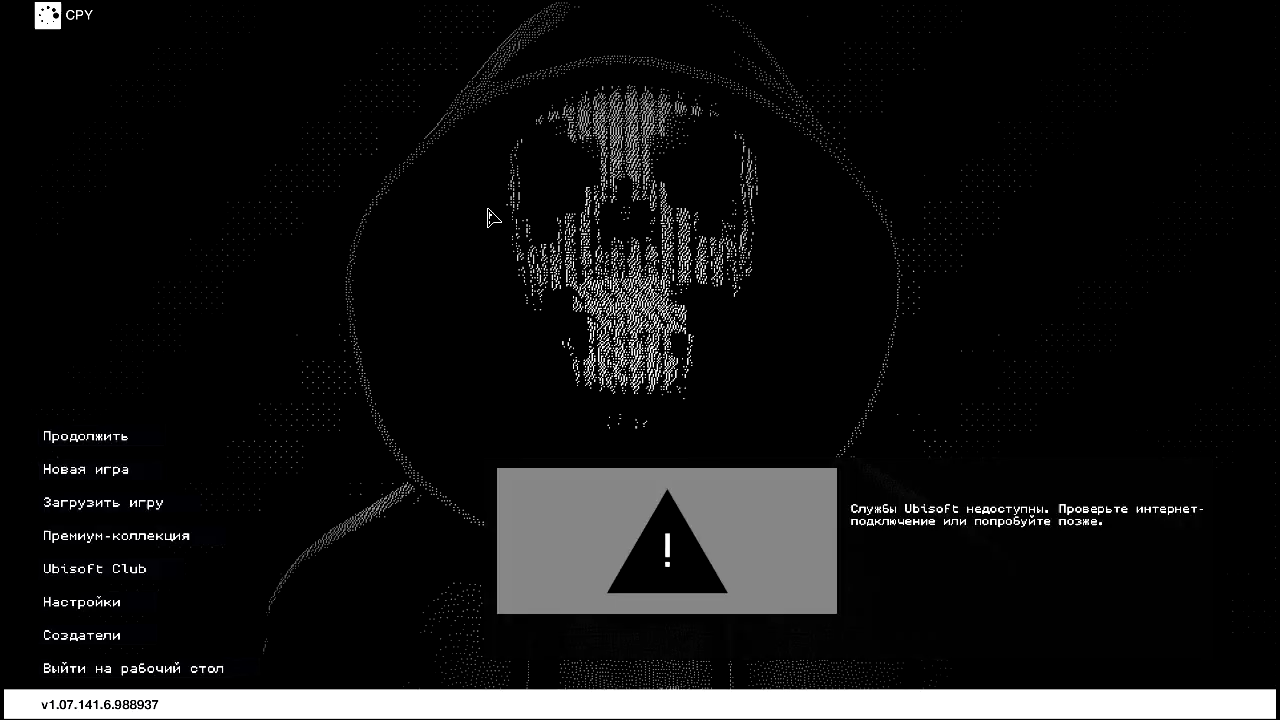 CPY
Продолжить
Новая игра
Загрузить игру
Премиум-коллекция
Ubisoft Club
Настройки
Создатели
Выйти на рабочий стол
Службы Ubisoft недоступны. Проверьте интернет-
подключение или попробуйте позже.
!
v1.07.141.6.988937